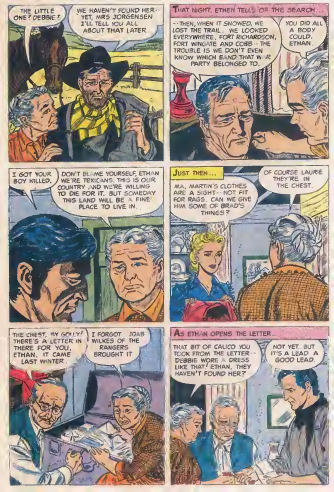 THE LITTLE
ONE? DEBBIE?
WE HAVEN'T FOUND HER
YET, MRS JORGENSEN
I'LL TELL YOU ALL
ABOUT THAT LATER
THAT NIGHT, ETHEN TELLS OF THE SEARCH...
--THEN, WHEN IT SNOWED, WE
LOST THE TRAIL. WE LOOKED
EVERYWHERE, FORT RICHARDSON,
FORT WINGATE AND COBB-- THE
TROUBLE IS WE DON'T EVEN
KNOW WHICH BAND THAT WAR
PARTY BELONGED TO.
YOU DID ALL
A BODY
COULD,
ETHAN
I GOT YOUR
BOY KILLED,
DON'T BLAME YOURSELF, ETHAN
WE'RE TEXICANS. THIS IS OUR
COUNTRY AND WE'RE WILLING
TO DIE FOR IT. BUT SOMEDAY
THIS LAND WILL BE A FINE
PLACE TO LIVE IN.
JUST THEN...
MA, MARTIN'S CLOTHES
ARE A SIGHT-- NOT FIT
FOR RAGS. CAN WE GIVE
HIM SOME OF BRAD'S
THINGS?
OF COURSE LAURIE
THEY'RE IN
THE CHEST.
THE CHEST, BY GOLLY!
THERE'S A LETTER IN
THERE FOR YOU,
ETHAN. IT CAME
LAST WINTER.
I FORGOT JOAB
WILKES OF THE
RANGERS
BROUGHT IT
AS ETHAN OPENS THE LETTER...
THAT BIT OF CALICO YOU
TOOK FROM THE LETTER--
DEBBIE WORE A DRESS
LIKE THAT! ETHAN, THEY
HAVEN'T FOUND HER?
NOT YET. BUT
IT'S A LEAD A
GOOD LEAD.